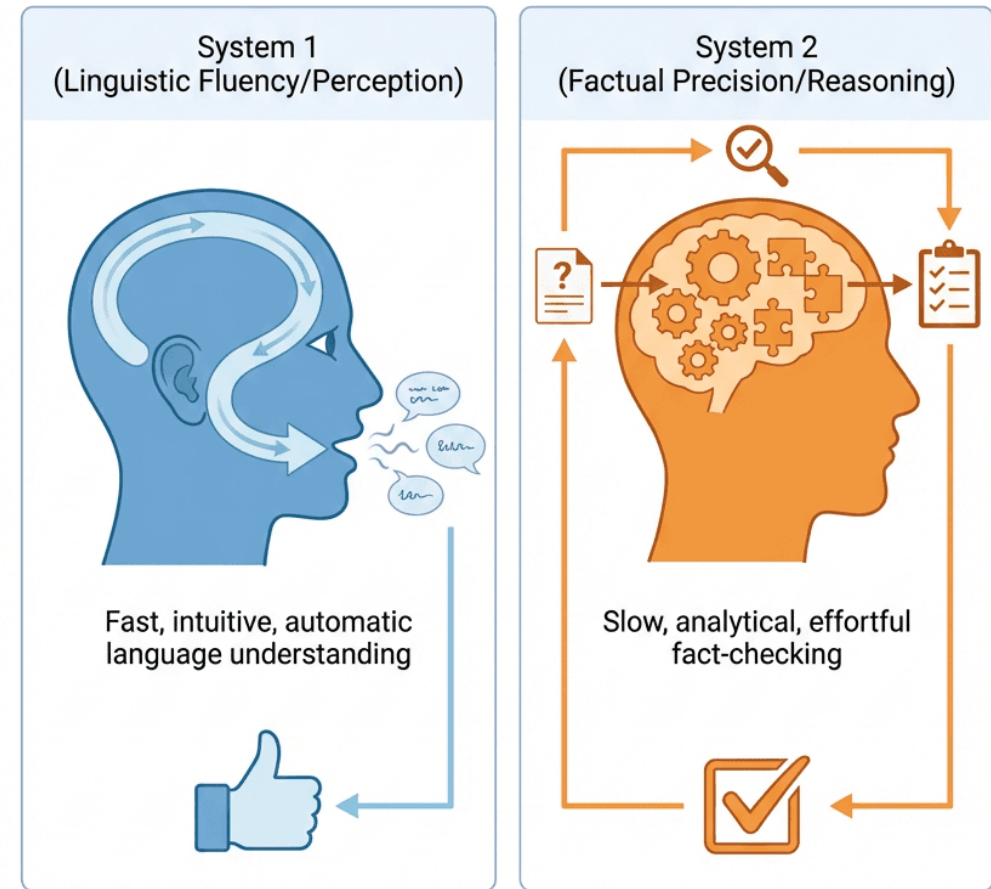 System 1
(Linguistic Fluency/Perception)
Fast, intuitive, automatic
language understanding
System 2
(Factual Precision/Reasoning)
?
Slow, analytical, effortful
fact-checking